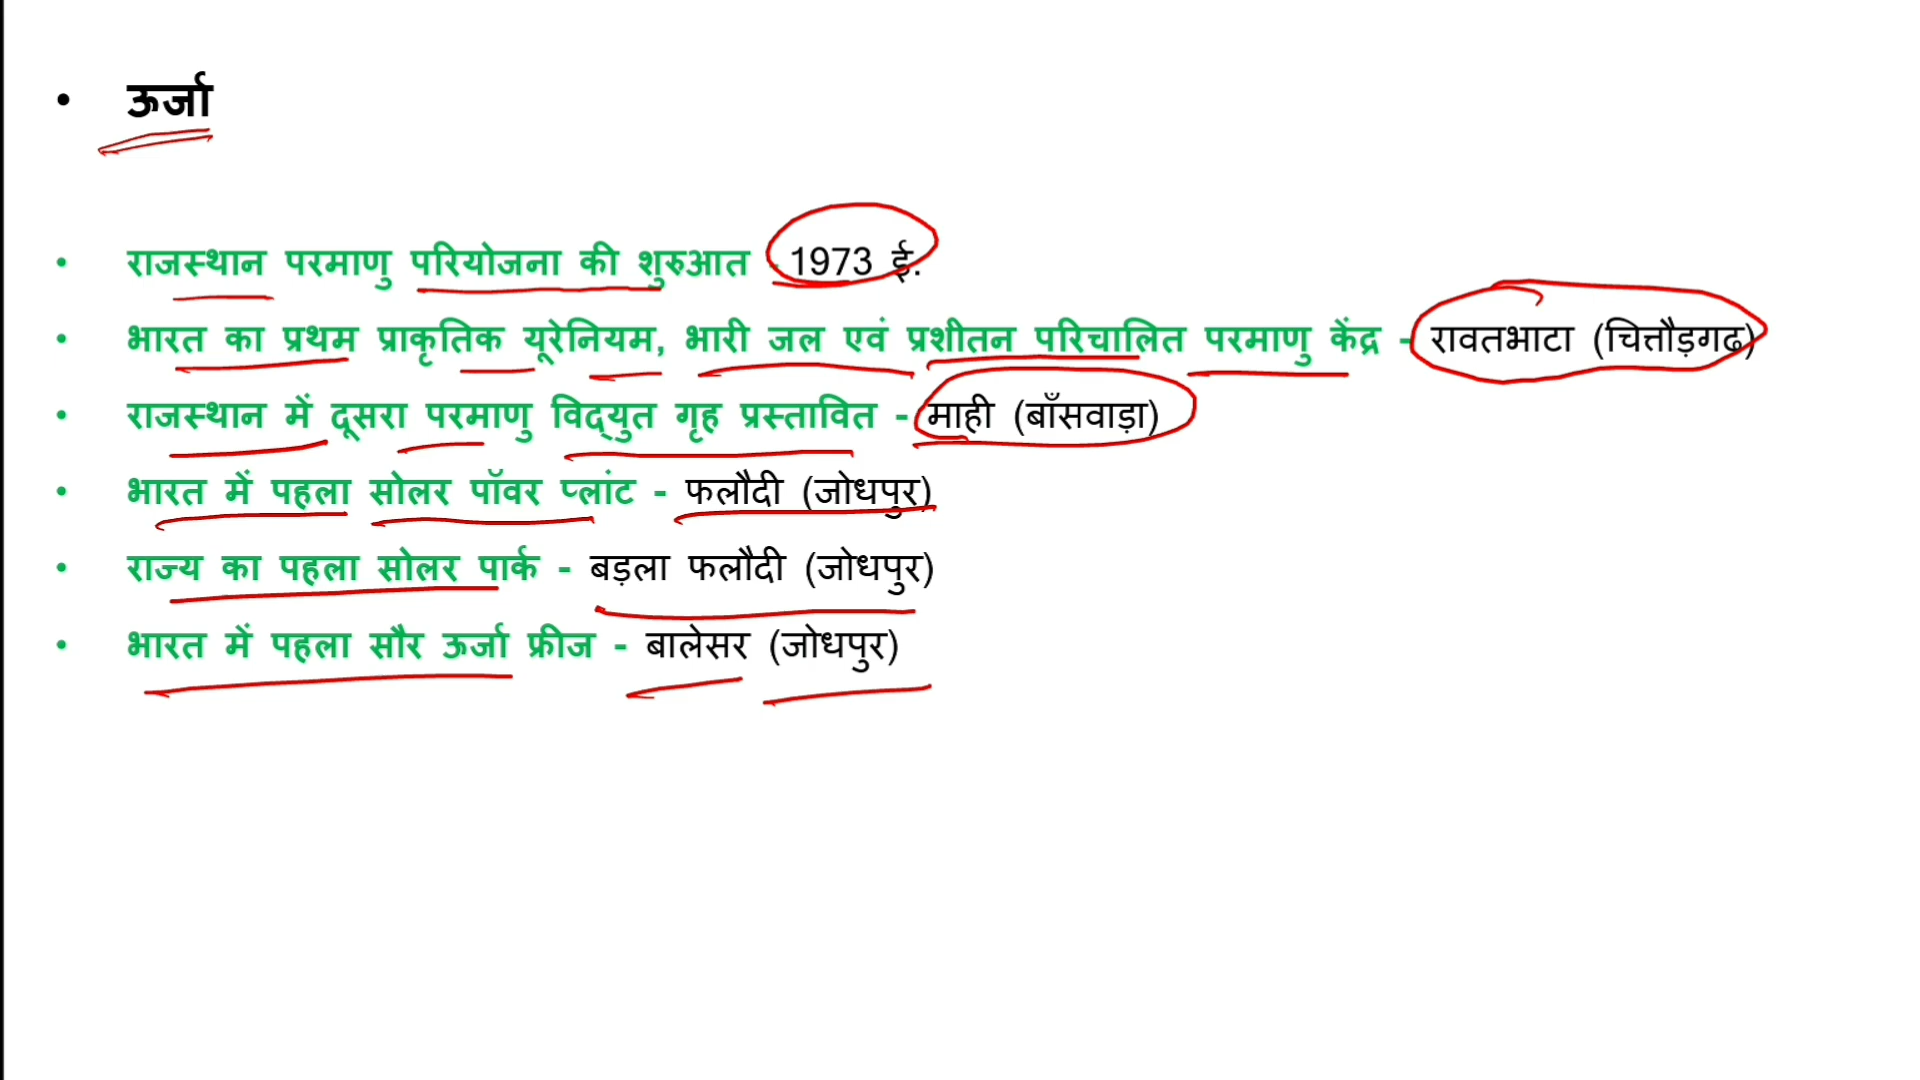 • ऊर्जा
• राजस्थान परमाणु परियोजना की शुरुआत - 1973 ई.
• भारत का प्रथम प्राकृतिक यूरेनियम, भारी जल एवं प्रशीतन परिचालित परमाणु केंद्र - रावतभाटा (चित्तौड़गढ)
• राजस्थान में दूसरा परमाणु विद्युत गृह प्रस्तावित - माही (बाँसवाड़ा)
• भारत में पहला सोलर पॉवर प्लांट - फलौदी (जोधपुर)
• राज्य का पहला सोलर पार्क - बड़ला फलौदी (जोधपुर)
• भारत में पहला सौर ऊर्जा फ्रीज - बालेसर (जोधपुर)